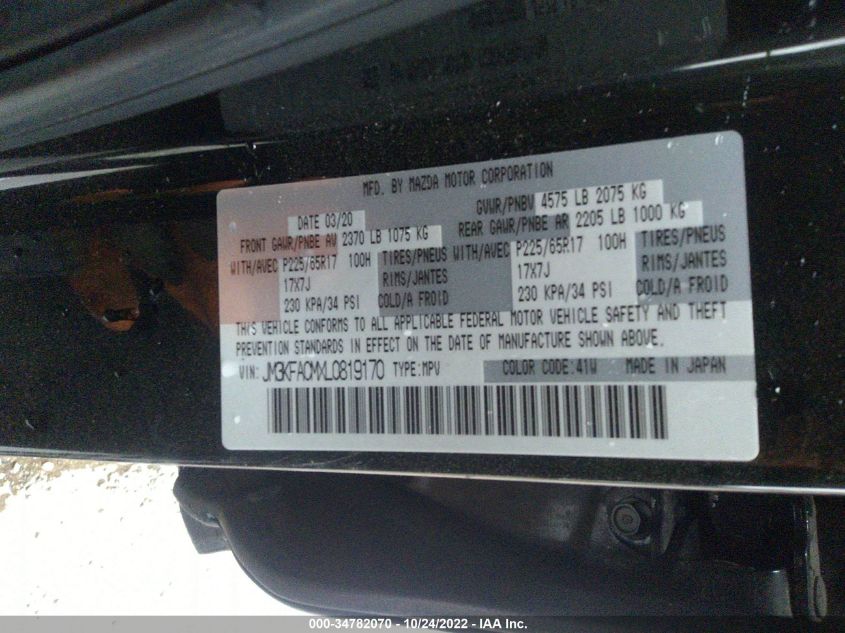 MFD. BY MAZDA MOTOR CORPORATION
DATE 03/20 GVWR/PNBV 4575 LB 2075 KG
FRONT GAWR/PNBE AV 2370 LB 1075 KG REAR GAWR/PNBE AR 2205 LB 1000 KG
WITH/AVEC P225/65R17 100H TIRES/PNEUS WITH/AVEC P225/65R17 100H TIRES/PNEUS
17X7J RIMS/JANTES 17X7J RIMS/JANTES
230 KPA/34 PSI COLD/A FROID 230 KPA/34 PSI COLD/A FROID
THIS VEHICLE CONFORMS TO ALL APPLICABLE FEDERAL MOTOR VEHICLE SAFETY AND THEFT
PREVENTION STANDARDS IN EFFECT ON THE DATE OF MANUFACTURE SHOWN ABOVE.
VIN: JM3KFACMXL0819170 TYPE:MPV COLOR CODE:41W MADE IN JAPAN
000-34782070 - 10/24/2022 - IAA Inc.